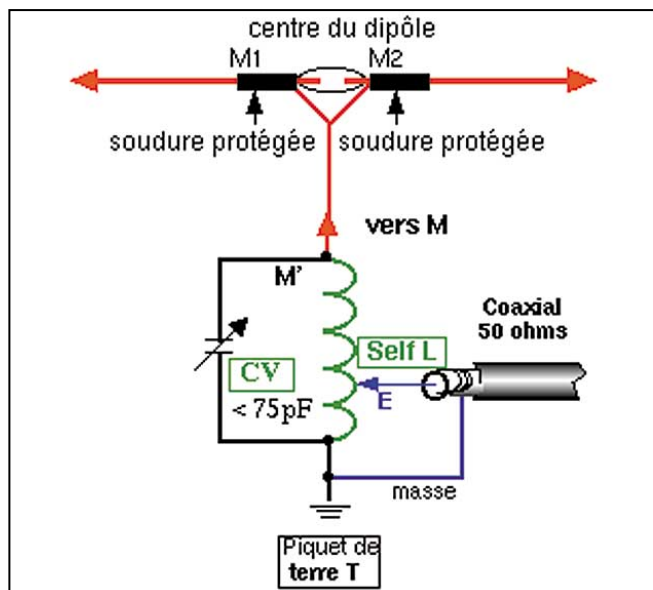 centre du dipôle
M1
M2
soudure protégée
soudure protégée
vers M
M'
Coaxial
50 ohms
Self L
CV
E
< 75pF
masse
Piquet de
terre T